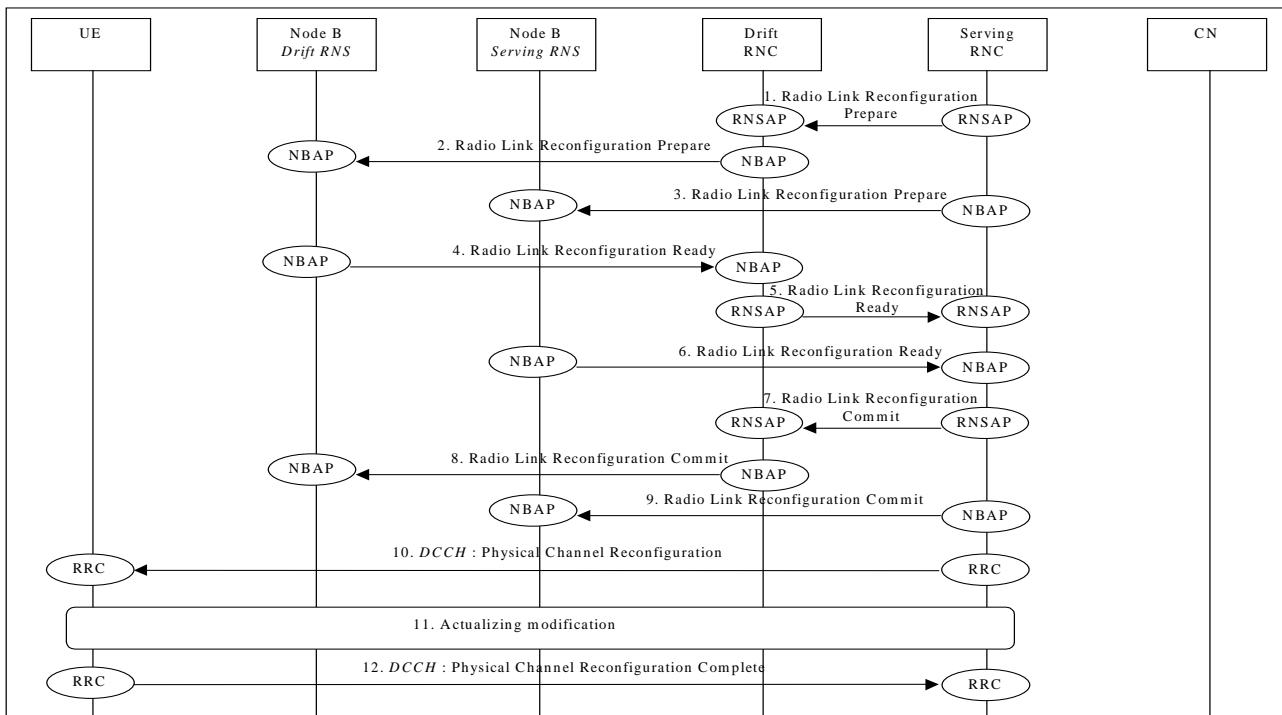 UE
Node B
Drift RNS
Node B
Serving RNS
Drift
RNC
Serving
RNC
CN
1. Radio Link Reconfiguration
Prepare
RNSAP
RNSAP
2. Radio Link Reconfiguration Prepare
NBAP
NBAP
3. Radio Link Reconfiguration Prepare
NBAP
NBAP
4. Radio Link Reconfiguration Ready
NBAP
NBAP
5. Radio Link Reconfiguration
Ready
RNSAP
RNSAP
6. Radio Link Reconfiguration Ready
NBAP
NBAP
7. Radio Link Reconfiguration
Commit
RNSAP
RNSAP
8. Radio Link Reconfiguration Commit
NBAP
NBAP
9. Radio Link Reconfiguration Commit
NBAP
NBAP
10. DCCH : Physical Channel Reconfiguration
RRC
RRC
11. Actualizing modification
12. DCCH : Physical Channel Reconfiguration Complete
RRC
RRC